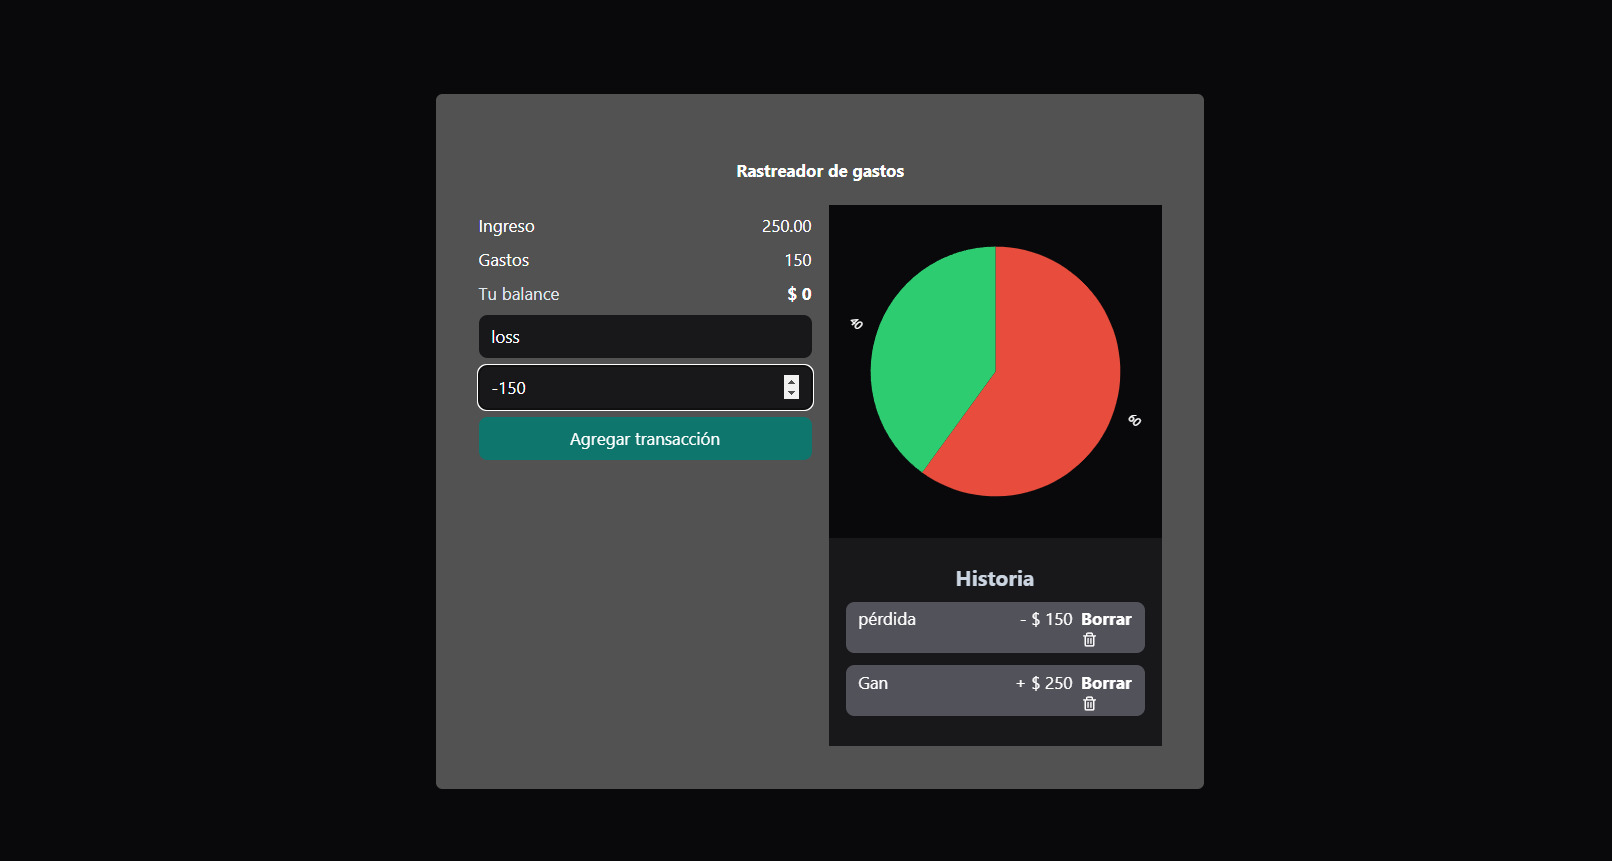 Rastreador de gastos
Ingreso 250.00
Gastos 150
Tu balance $ 0
loss
-150
Agregar transacción
40
60
Historia
pérdida - $ 150 Borrar
Gan + $ 250 Borrar